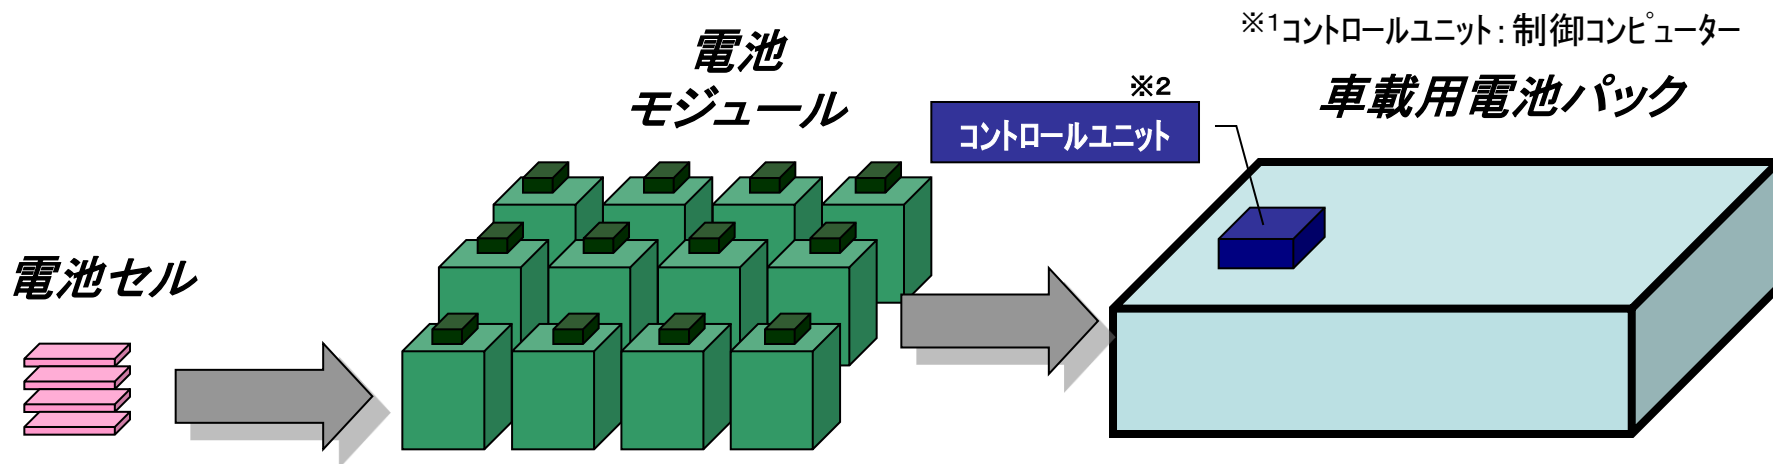 ※1コントロールユニット：制御コンピューター
電池
モジュール
※2
コントロールユニット
車載用電池パック
電池セル